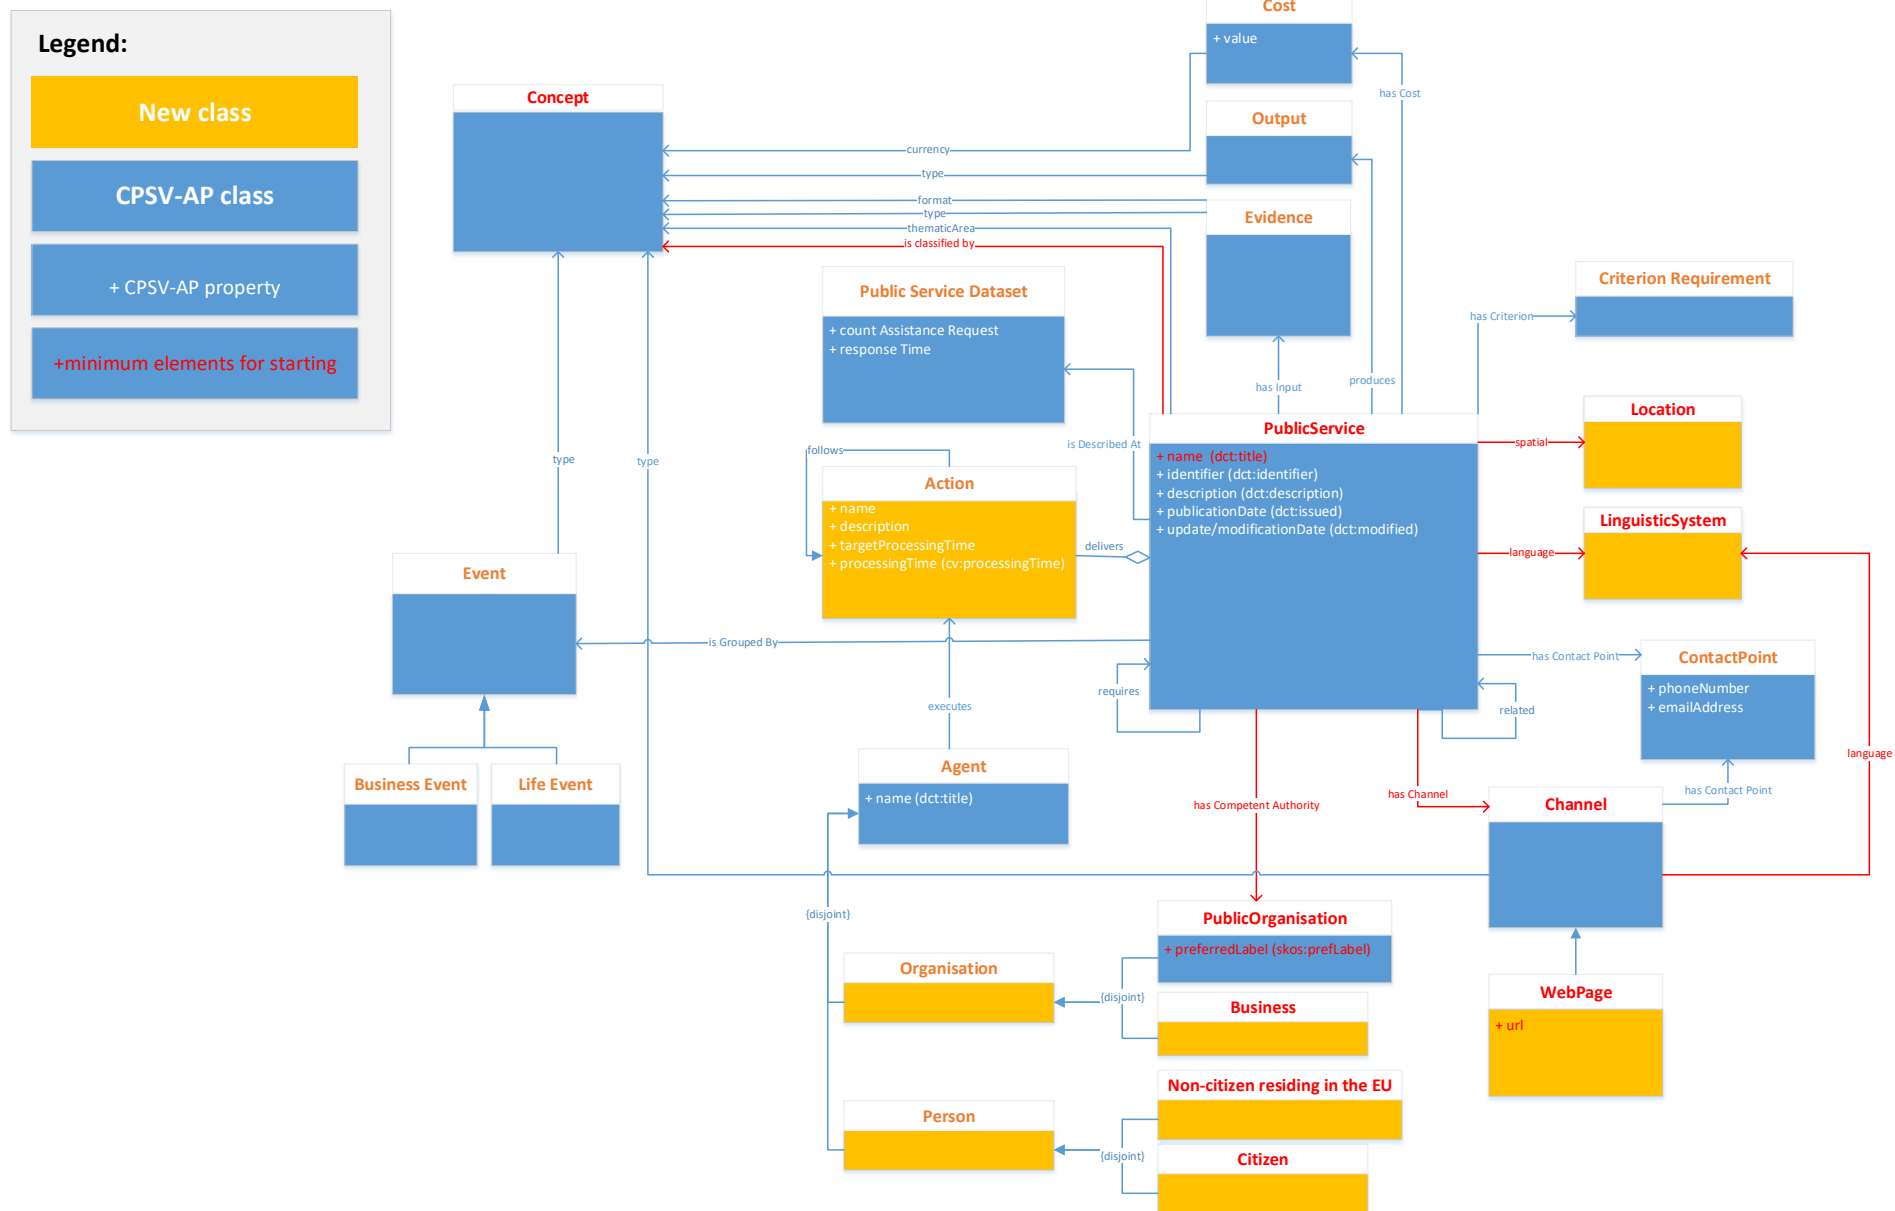 Legend:
New class
CPSV-AP class
+ CPSV-AP property
+minimum elements for starting
Cost
+ value
has Cost
Concept
Output
currency
type
format
type
thematicArea
is classified by
Evidence
Public Service Dataset
+ count Assistance Request
+ response Time
Criterion Requirement
has Criterion
has Input
produces
is Described At
PublicService
+ name  (dct:title)
+ identifier (dct:identifier)
+ description (dct:description)
+ publicationDate (dct:issued)
+ update/modificationDate (dct:modified)
Location
spatial
LinguisticSystem
language
type
type
follows
Action
+ name
+ description
+ targetProcessingTime
+ processingTime (cv:processingTime)
delivers
Event
is Grouped By
has Contact Point
ContactPoint
+ phoneNumber
+ emailAddress
requires
related
executes
language
Business Event
Life Event
Agent
+ name (dct:title)
has Competent Authority
has Channel
has Contact Point
Channel
{disjoint}
PublicOrganisation
+ preferredLabel (skos:prefLabel)
Organisation
{disjoint}
Business
WebPage
+ url
Non-citizen residing in the EU
Person
{disjoint}
Citizen